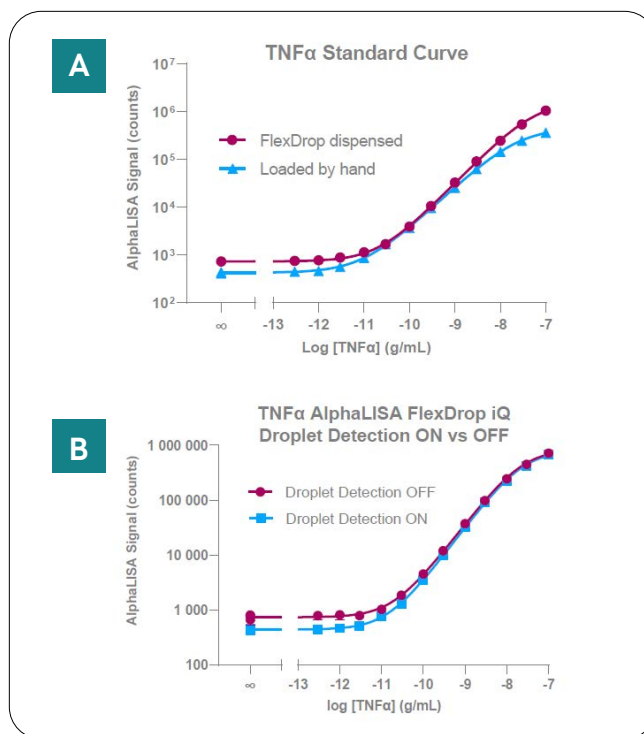 A
TNFα Standard Curve
AlphaLISA Signal (counts)
10⁷
10⁶
10⁵
10⁴
10³
10²
FlexDrop dispensed
Loaded by hand
∞ -13 -12 -11 -10 -9 -8 -7
Log [TNFα] (g/mL)
B
TNFα AlphaLISA FlexDrop iQ
Droplet Detection ON vs OFF
AlphaLISA Signal (counts)
1 000 000
100 000
10 000
1 000
100
Droplet Detection OFF
Droplet Detection ON
∞ -13 -12 -11 -10 -9 -8 -7
log [TNFα] (g/mL)